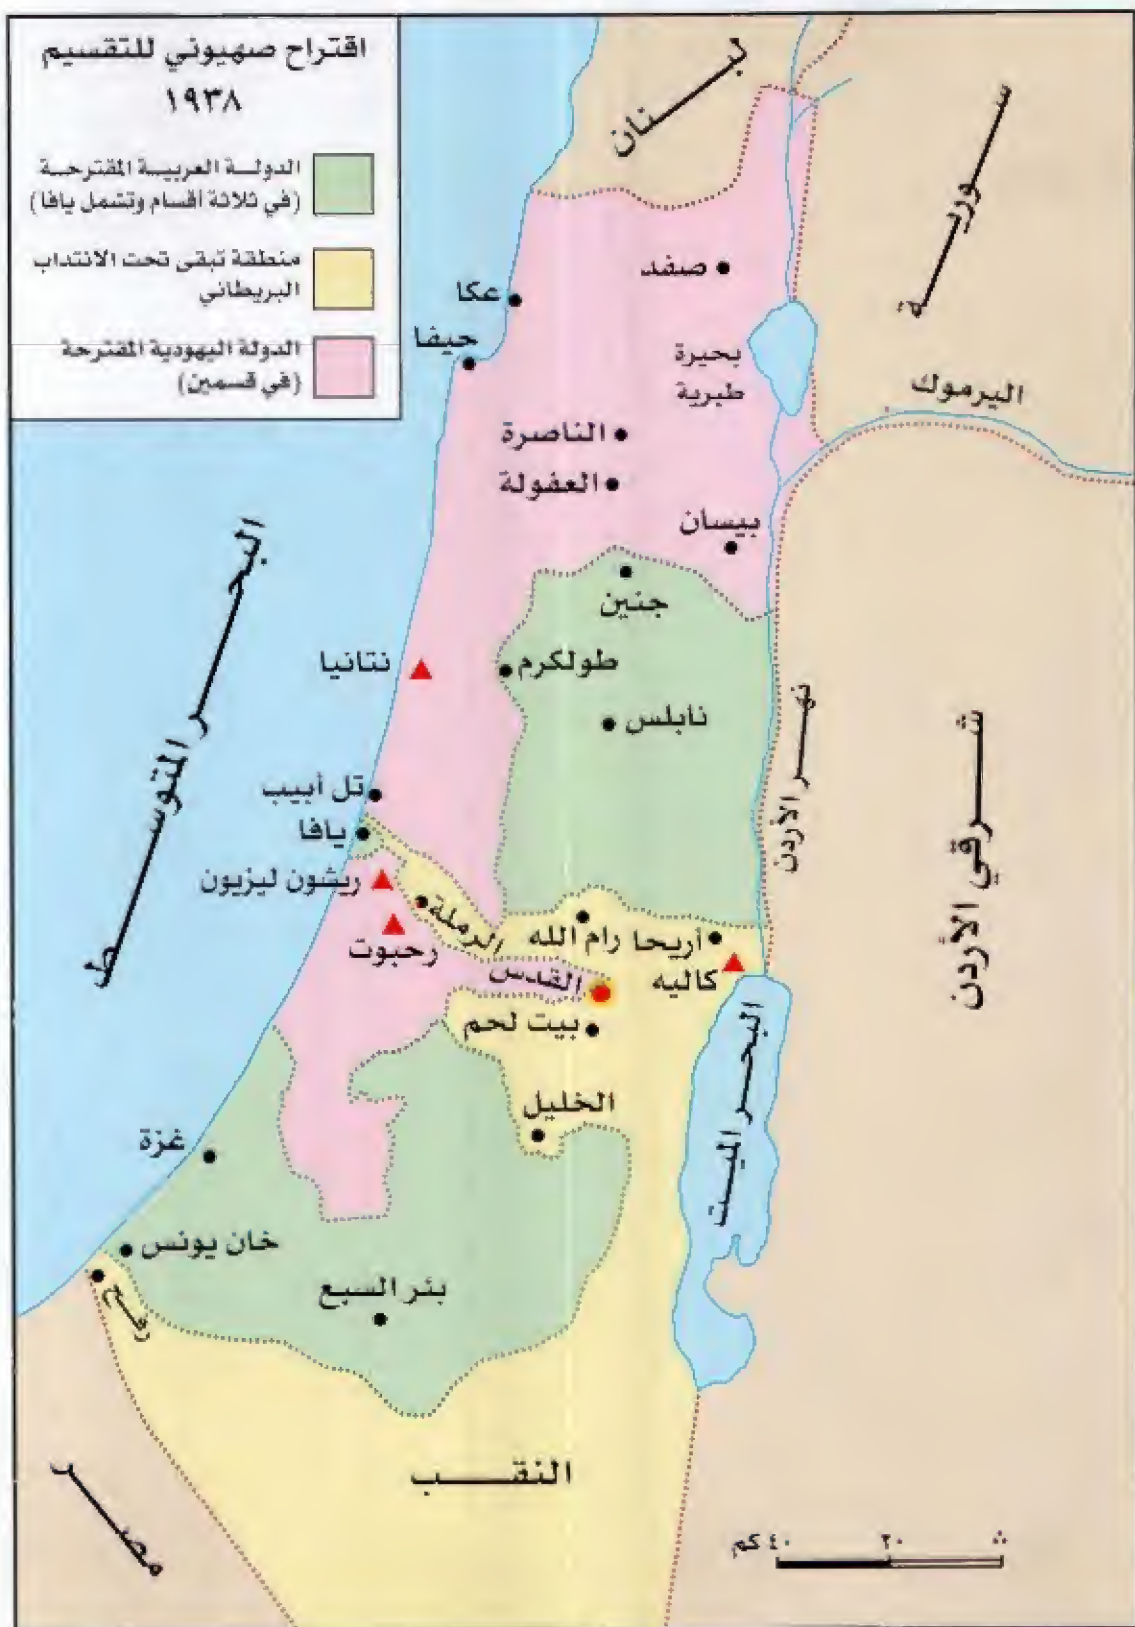 اقتراح صهيوني للتقسيم
١٩٣٨
الدولة العربية المقترحة
(في ثلاثة أقسام وتشمل يافا)
منطقة تبقى تحت الانتداب
البريطاني
الدولة اليهودية المقترحة
(في قسمين)
لبنان
سورية
صفد
عكا
حيفا
بحيرة
طبرية
اليرموك
الناصرة
العفولة
بيسان
جنين
البحر المتوسط
نتانيا
طولكرم
نابلس
نهر الأردن
شرقي الأردن
تل أبيب
يافا
ريشون ليزيون
الرملة
رحبوت
رام الله
أريحا
كاليه
القدس
بيت لحم
البحر الميت
الخليل
غزة
خان يونس
رفح
بئر السبع
النقب
مصر
٤٠ كم
٢٠